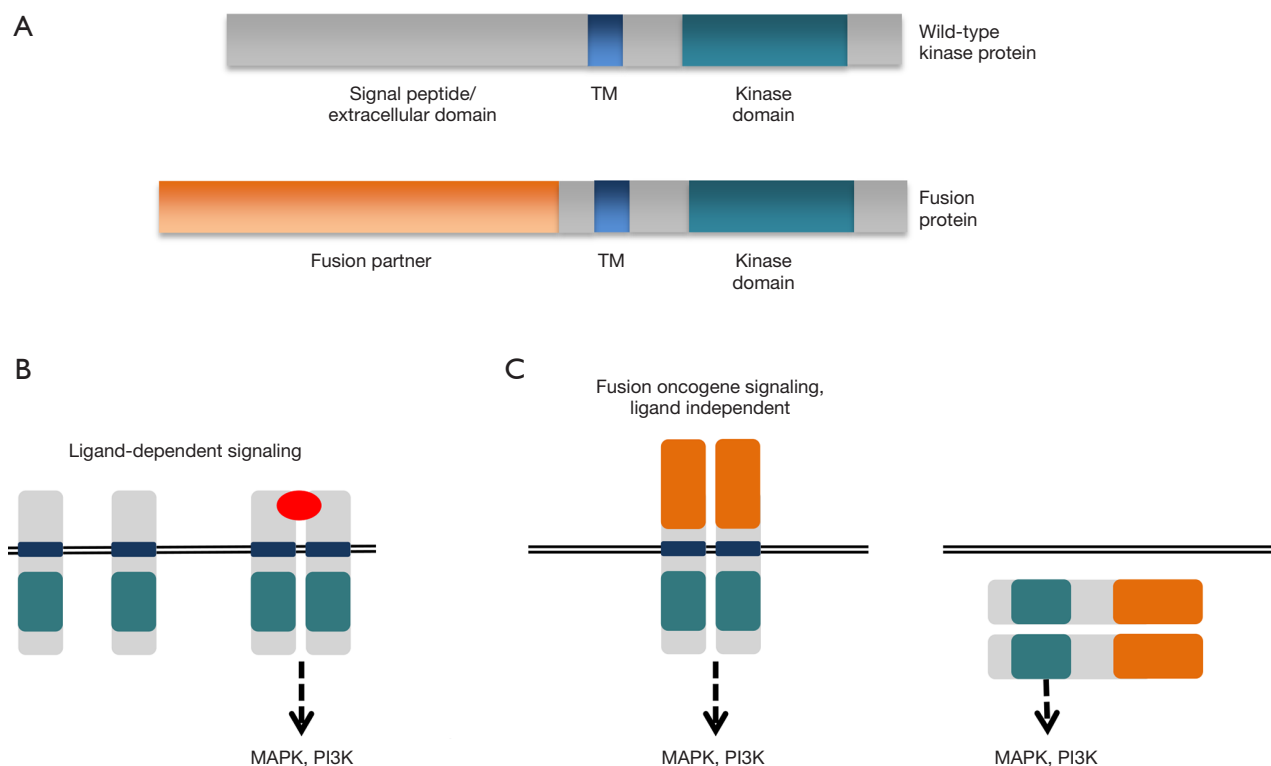 A
Wild-type
kinase protein
Signal peptide/
extracellular domain
TM
Kinase
domain
Fusion
protein
Fusion partner
TM
Kinase
domain
B
Ligand-dependent signaling
MAPK, PI3K
C
Fusion oncogene signaling,
ligand independent
MAPK, PI3K
MAPK, PI3K